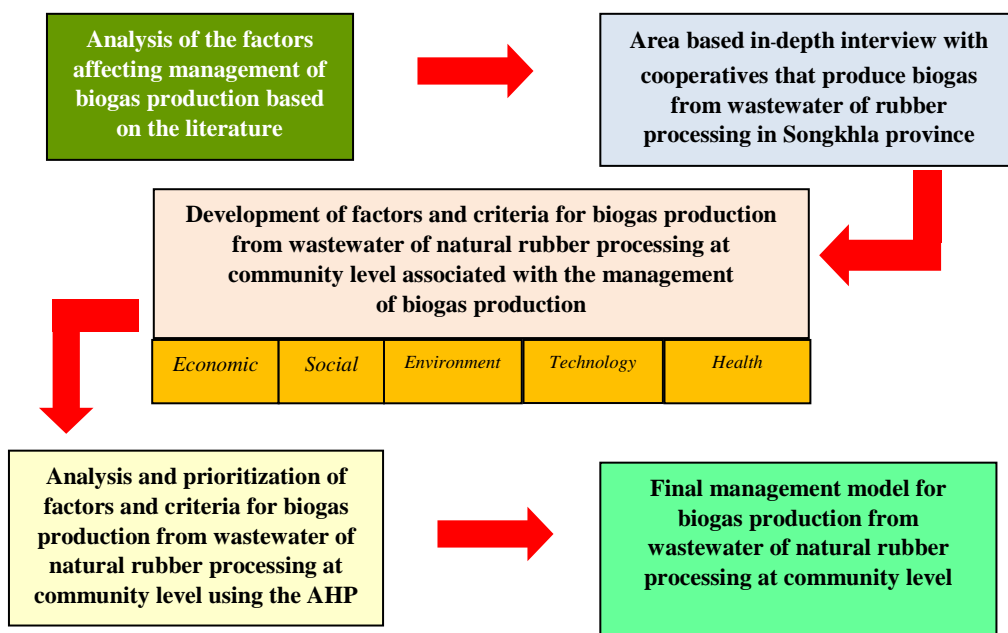 Analysis of the factors
affecting management of
biogas production based
on the literature
Area based in-depth interview with
cooperatives that produce biogas
from wastewater of rubber
processing in Songkhla province
Development of factors and criteria for biogas production
from wastewater of natural rubber processing at
community level associated with the management
of biogas production
Economic
Social
Environment
Technology
Health
Analysis and prioritization of
factors and criteria for biogas
production from wastewater of
natural rubber processing at
community level using the AHP
Final management model for
biogas production from
wastewater of natural rubber
processing at community level